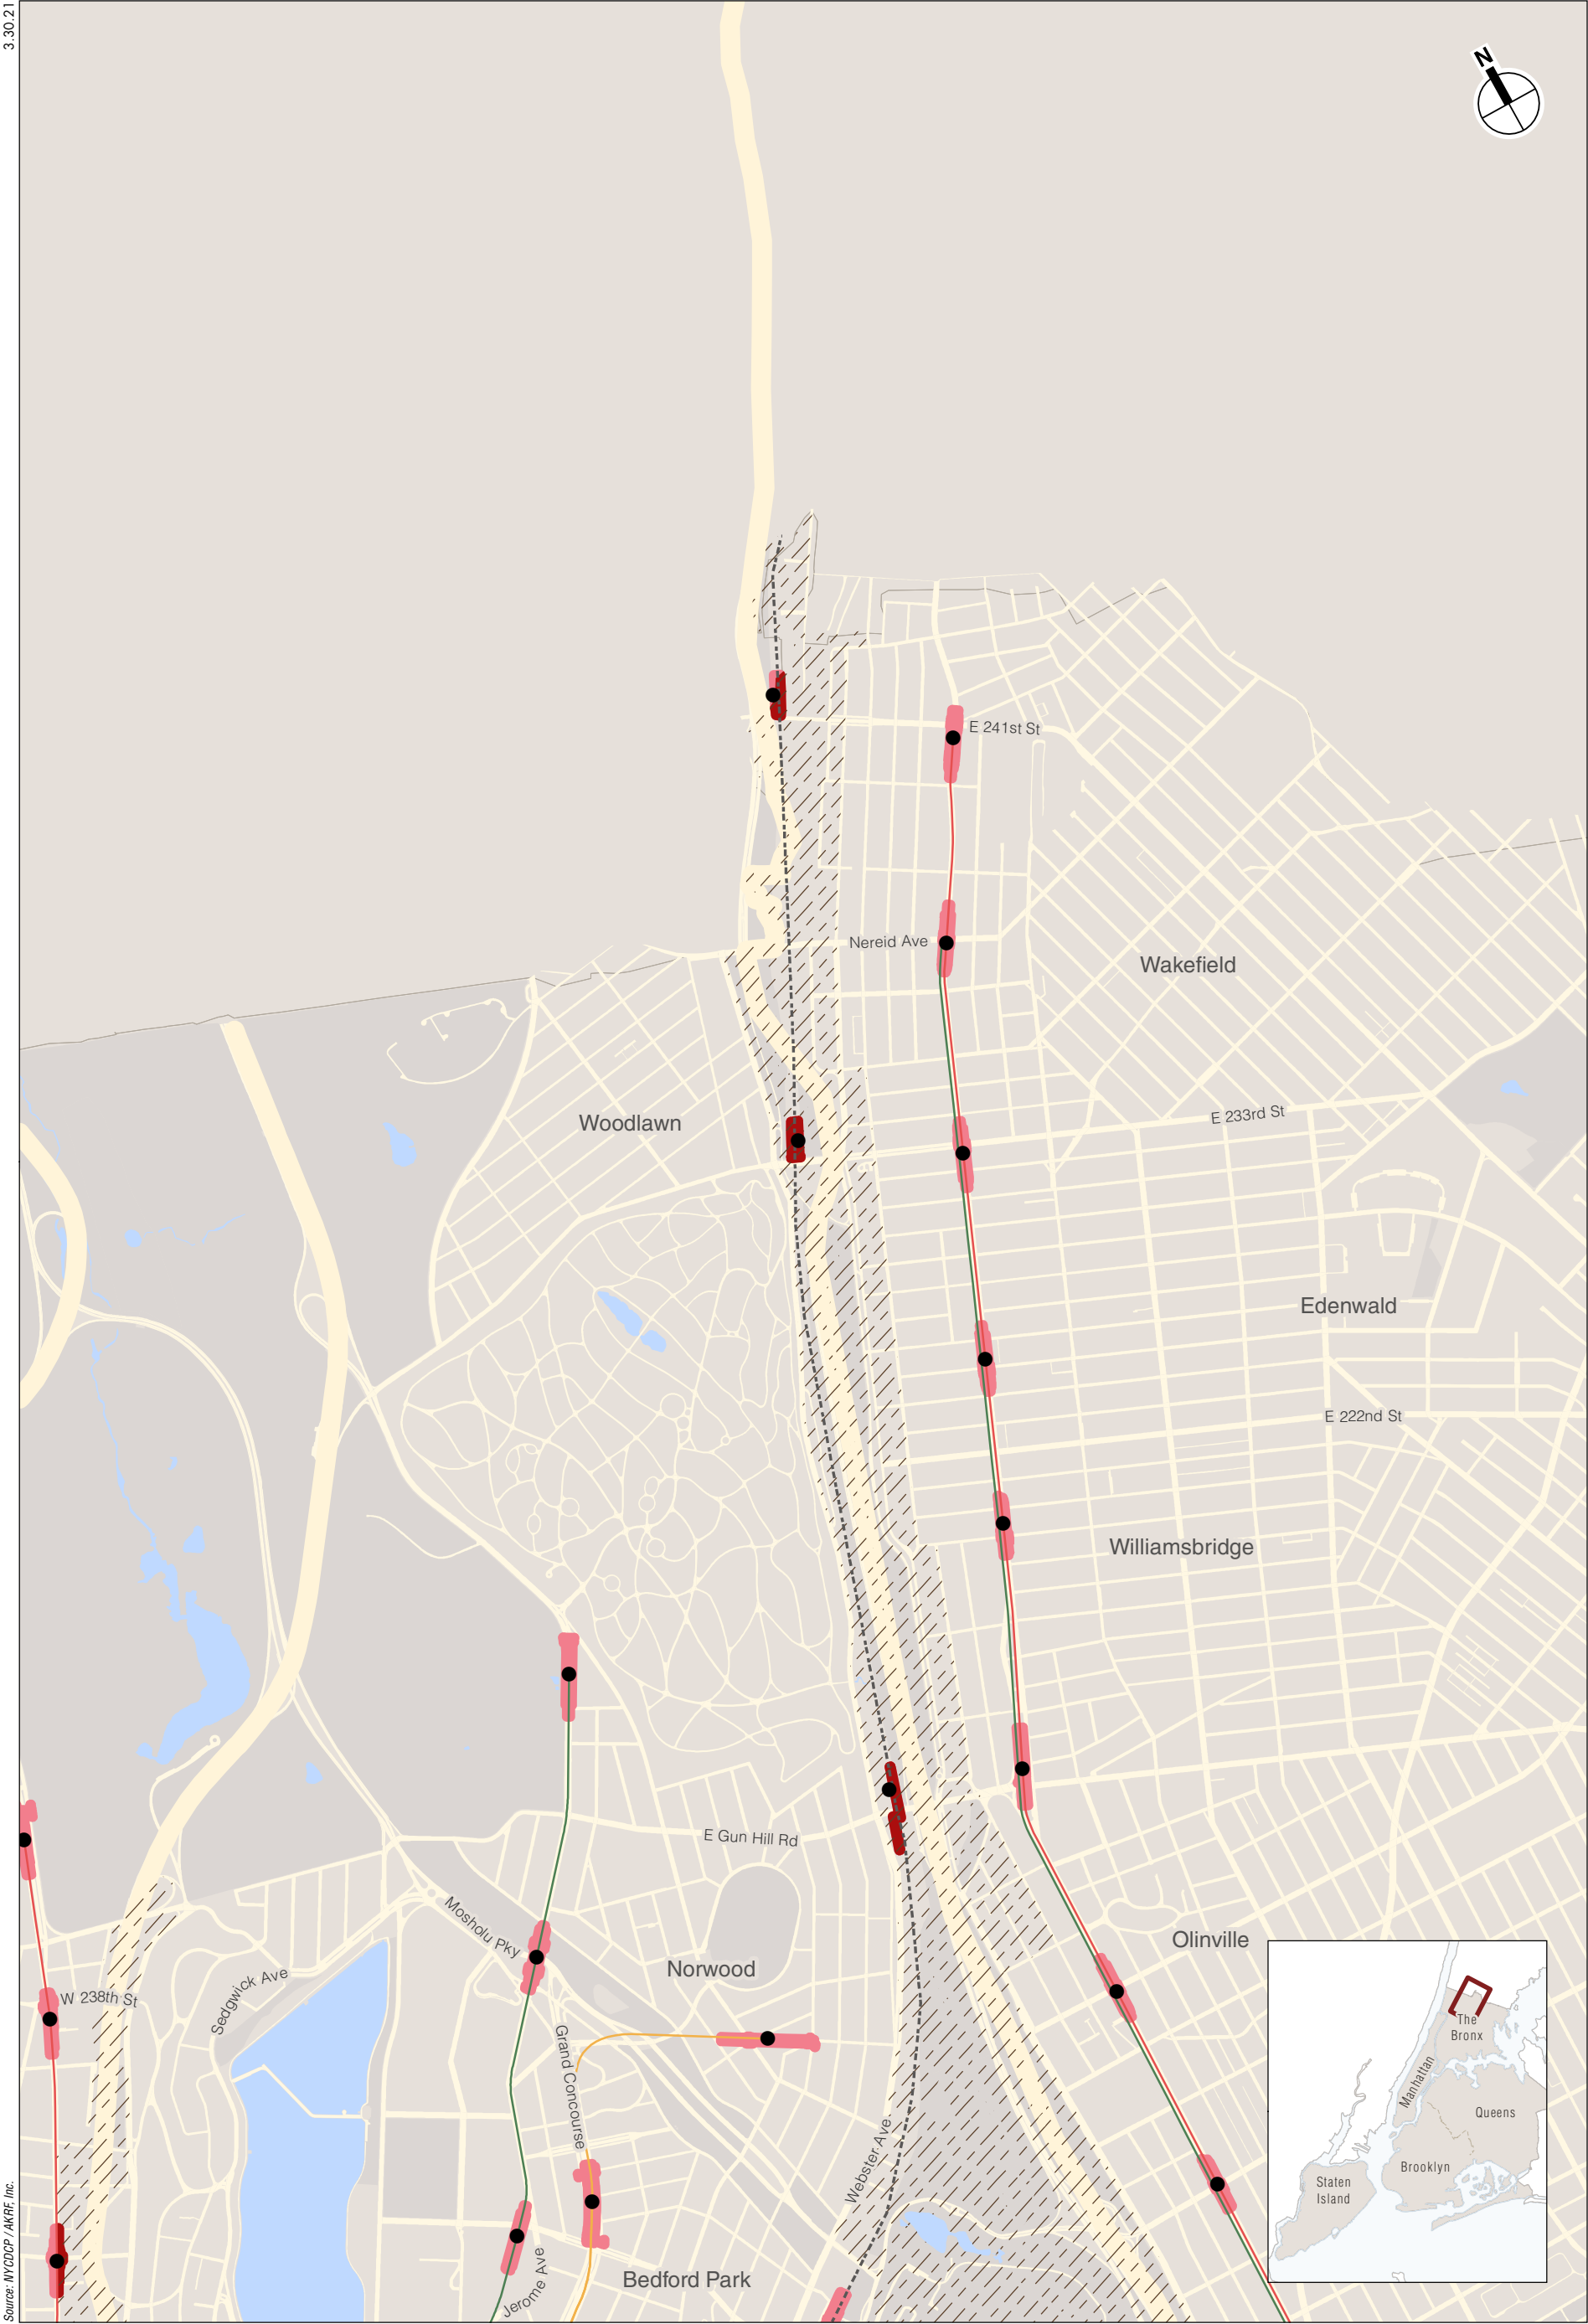 3.30.21
N
E 241st St
Nereid Ave
Wakefield
E 233rd St
Woodlawn
Edenwald
E 222nd St
Williamsbridge
E Gun Hill Rd
Mosholu Pky
Olinville
Norwood
Sedgwick Ave
W 238th St
Grand Concourse
Webster Ave
Jerome Ave
Bedford Park
The
Bronx
Manhattan
Queens
Brooklyn
Staten
Island
Source: NYCDCP / AKRF, Inc.